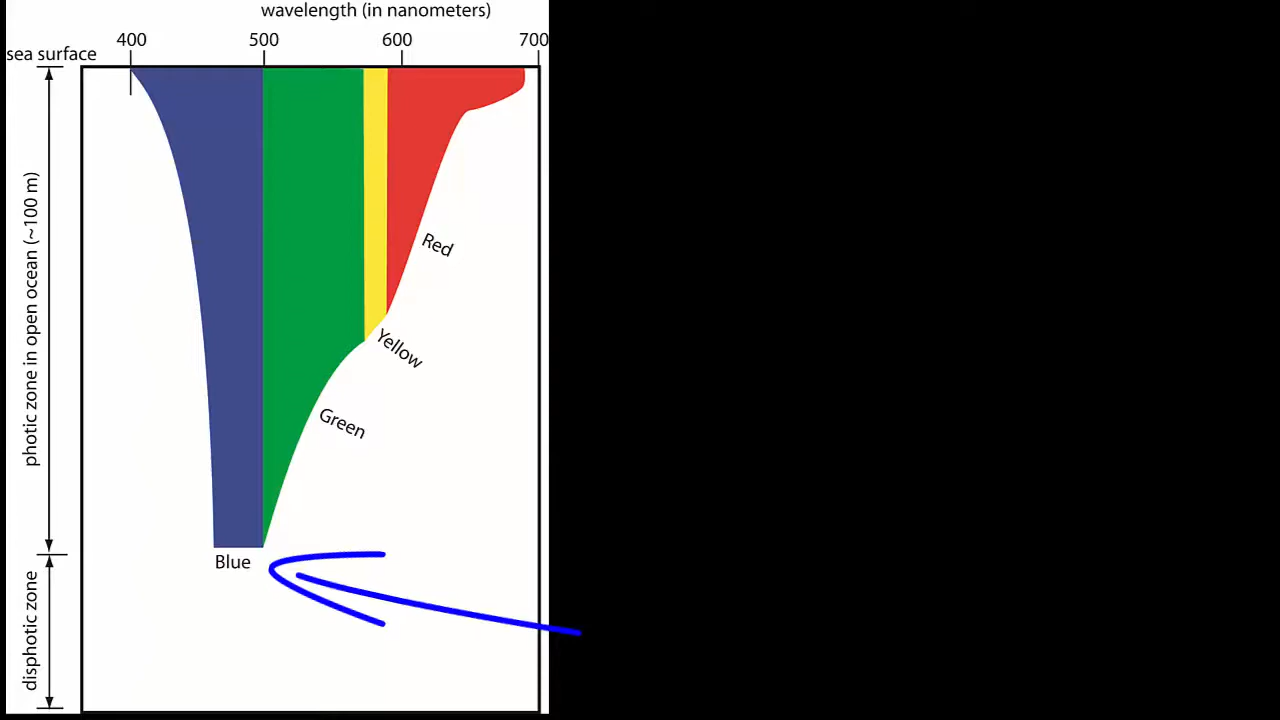 wavelength (in nanometers)
400 500 600 700
sea surface
photic zone in open ocean (~100 m)
Red
Yellow
Green
Blue
disphotic zone